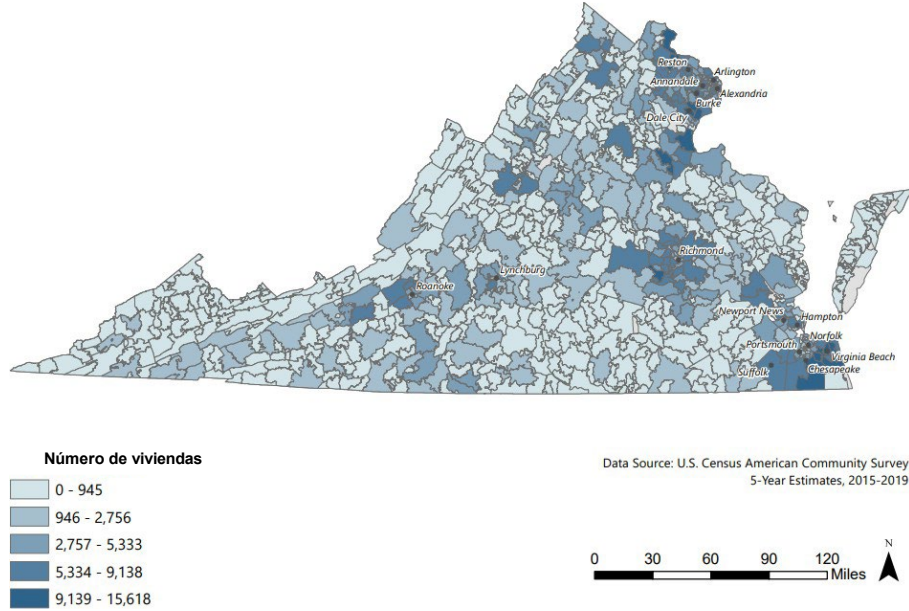 Reston
Arlington
Annandale
Alexandria
Burke
Dale City
Richmond
Lynchburg
Roanoke
Newport News
Hampton
Norfolk
Portsmouth
Virginia Beach
Suffolk
Chesapeake
Número de viviendas
0 - 945
946 - 2,756
2,757 - 5,333
5,334 - 9,138
9,139 - 15,618
Data Source: U.S. Census American Community Survey
5-Year Estimates, 2015-2019
N
0 30 60 90 120
Miles